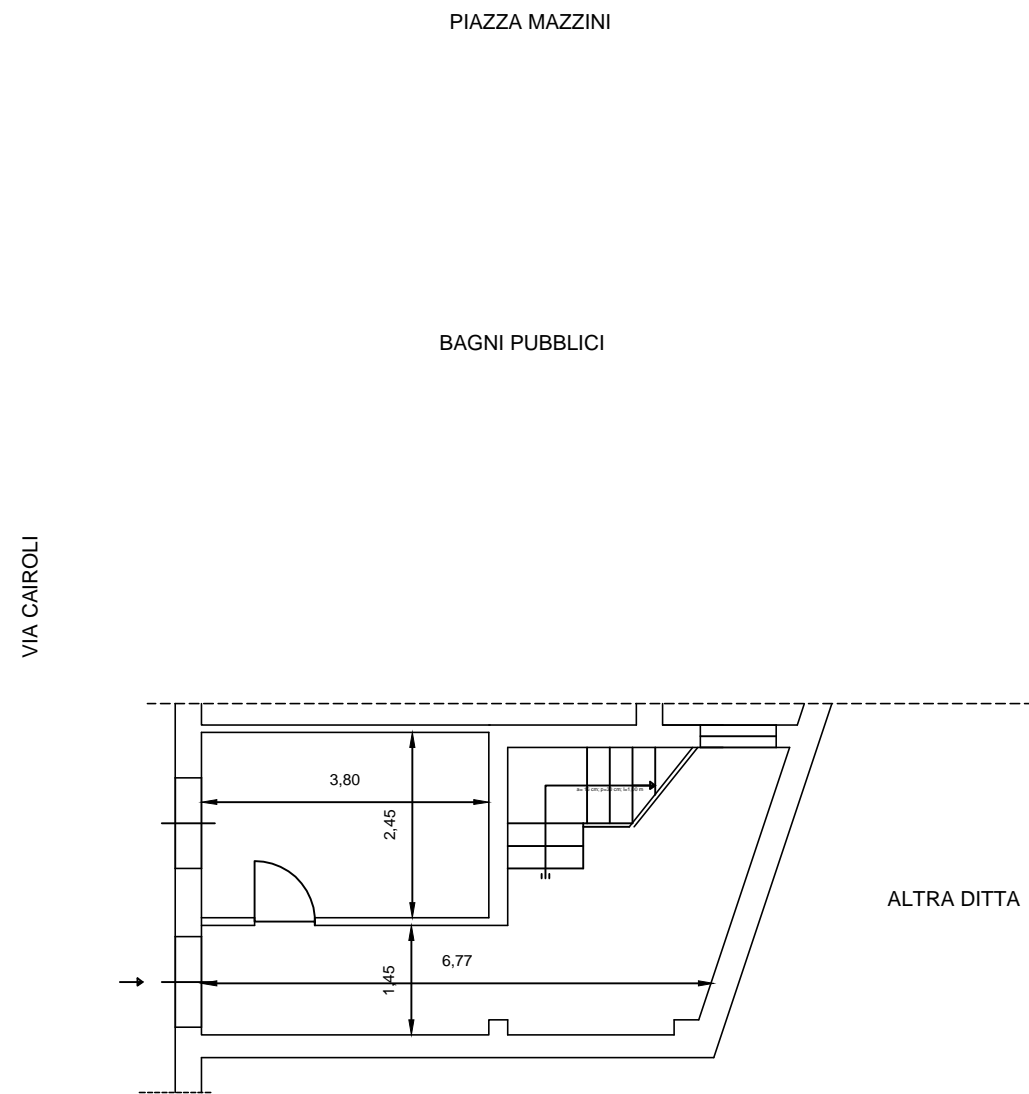 PIAZZA MAZZINI
BAGNI PUBBLICI
VIA CAIROLI
3,80
2,45
ALTRA DITTA
6,77
1,45